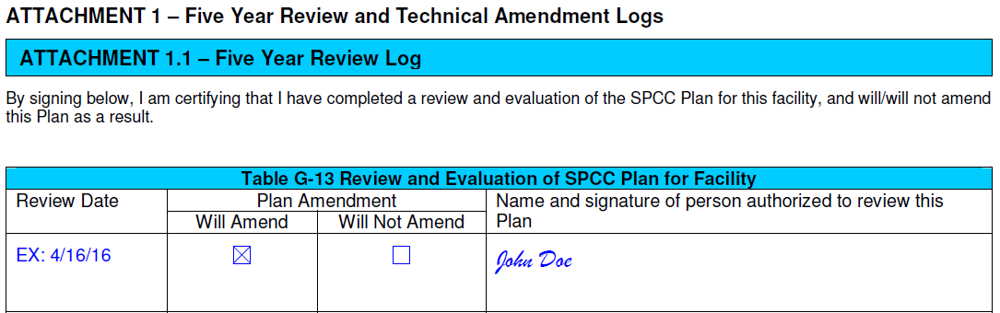 ATTACHMENT 1 – Five Year Review and Technical Amendment Logs
ATTACHMENT 1.1 – Five Year Review Log
By signing below, I am certifying that I have completed a review and evaluation of the SPCC Plan for this facility, and will/will not amend
this Plan as a result.
Table G-13 Review and Evaluation of SPCC Plan for Facility
Review Date
Plan Amendment
Name and signature of person authorized to review this
Plan
Will Amend
Will Not Amend
EX: 4/16/16
John Doe